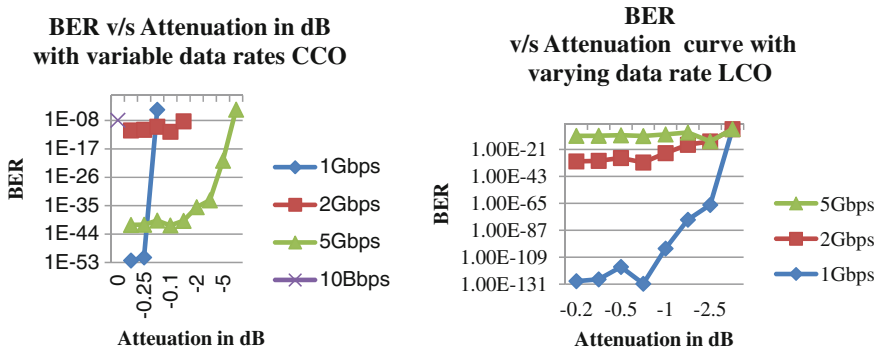 BER v/s Attenuation in dB
with variable data rates CCO
1E-08
1E-17
1E-26
1E-35
1E-44
1E-53
BER
0
-0.25
-0.1
-2
-5
Atteuation in dB
1Gbps
2Gbps
5Gbps
10Bbps
BER
v/s Attenuation curve with
varying data rate LCO
1.00E-21
1.00E-43
1.00E-65
1.00E-87
1.00E-109
1.00E-131
BER
-0.2
-0.5
-1
-2.5
Attenuation in dB
5Gbps
2Gbps
1Gbps